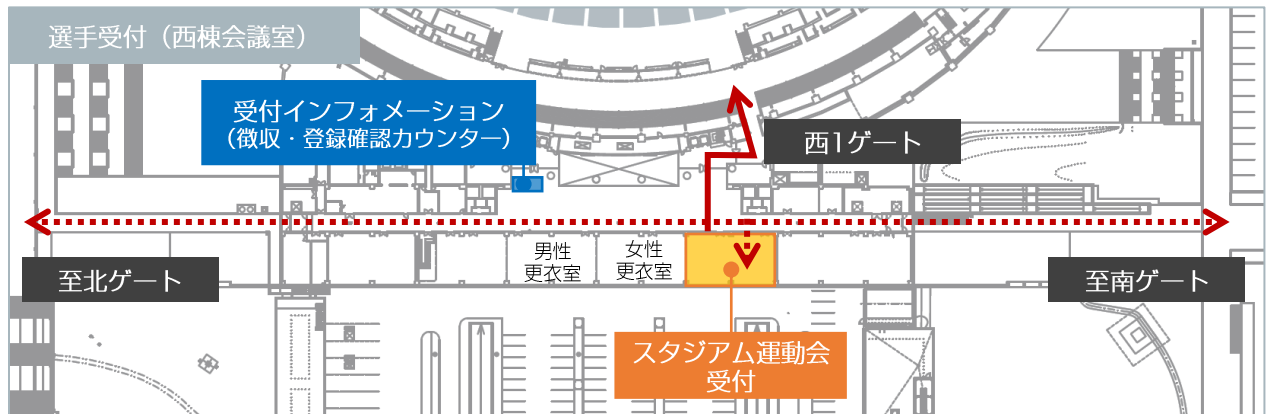 選手受付（西棟会議室）
受付インフォメーション
（徴収・登録確認カウンター）
西1ゲート
男性
更衣室
女性
更衣室
至北ゲート
至南ゲート
スタジアム運動会
受付